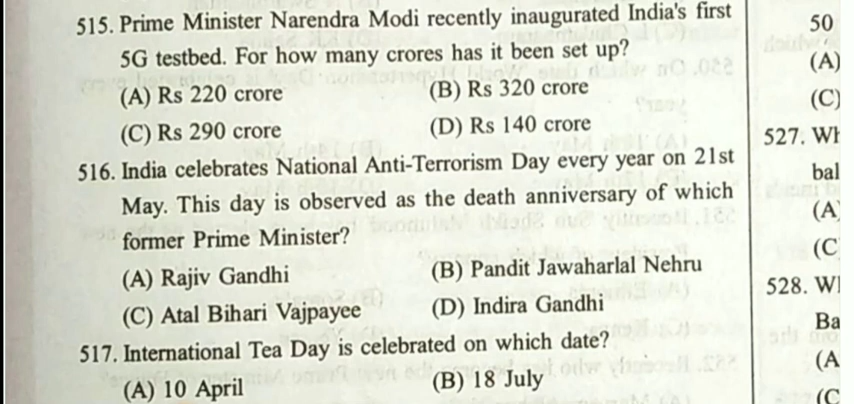 515. Prime Minister Narendra Modi recently inaugurated India's first
5G testbed. For how many crores has it been set up?
(A) Rs 220 crore (B) Rs 320 crore
(C) Rs 290 crore (D) Rs 140 crore
516. India celebrates National Anti-Terrorism Day every year on 21st
May. This day is observed as the death anniversary of which
former Prime Minister?
(A) Rajiv Gandhi (B) Pandit Jawaharlal Nehru
(C) Atal Bihari Vajpayee (D) Indira Gandhi
517. International Tea Day is celebrated on which date?
(A) 10 April (B) 18 July
50
(A)
(C)
527. Wh
bal
(A)
(C
528. W
Ba
(A
(C